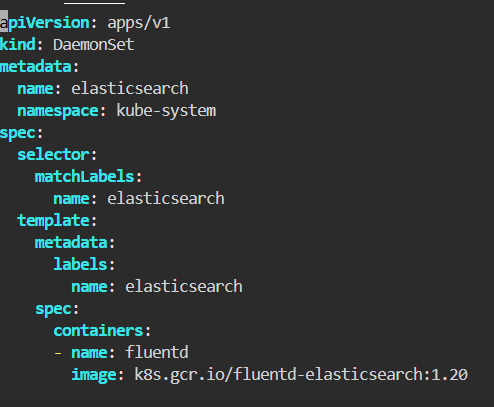 apiVersion: apps/v1
kind: DaemonSet
metadata:
  name: elasticsearch
  namespace: kube-system
spec:
  selector:
    matchLabels:
      name: elasticsearch
  template:
    metadata:
      labels:
        name: elasticsearch
    spec:
      containers:
      - name: fluentd
        image: k8s.gcr.io/fluentd-elasticsearch:1.20